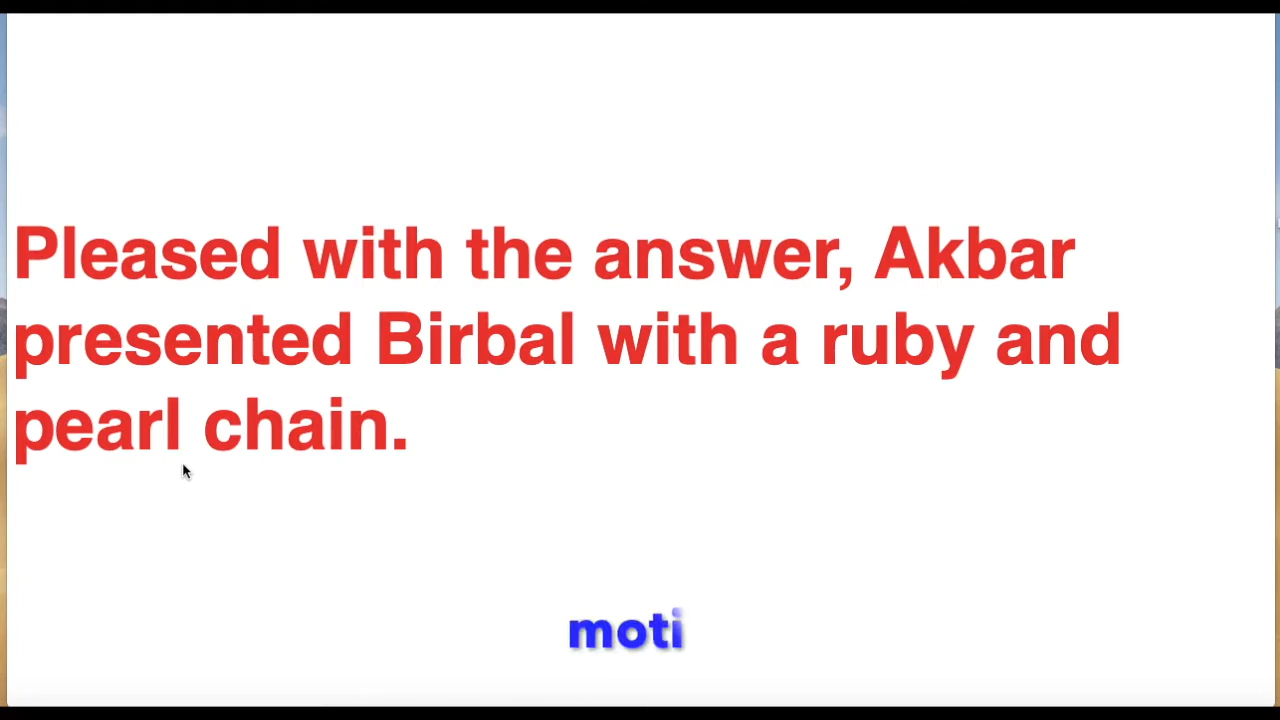 Pleased with the answer, Akbar
presented Birbal with a ruby and
pearl chain.
moti